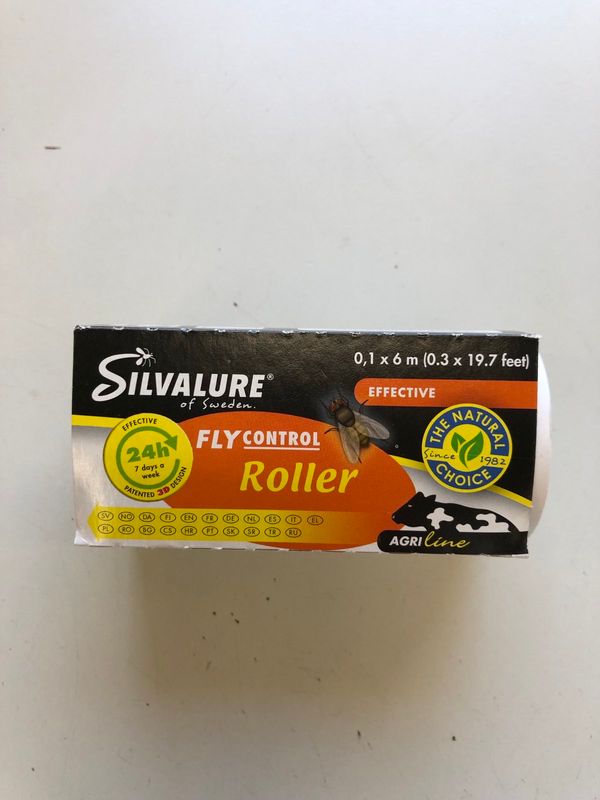 SILVALURE®
of Sweden.
0,1 x 6 m (0.3 x 19.7 feet)
EFFECTIVE
EFFECTIVE
24h
7 days a
week
PATENTED 3D DESIGN
FLY CONTROL
Roller
THE NATURAL
Since 1982
CHOICE
SV NO DA FI EN FR DE NL ES IT EL
PL RO BG CS HR PT SK SR TR RU
AGRI line